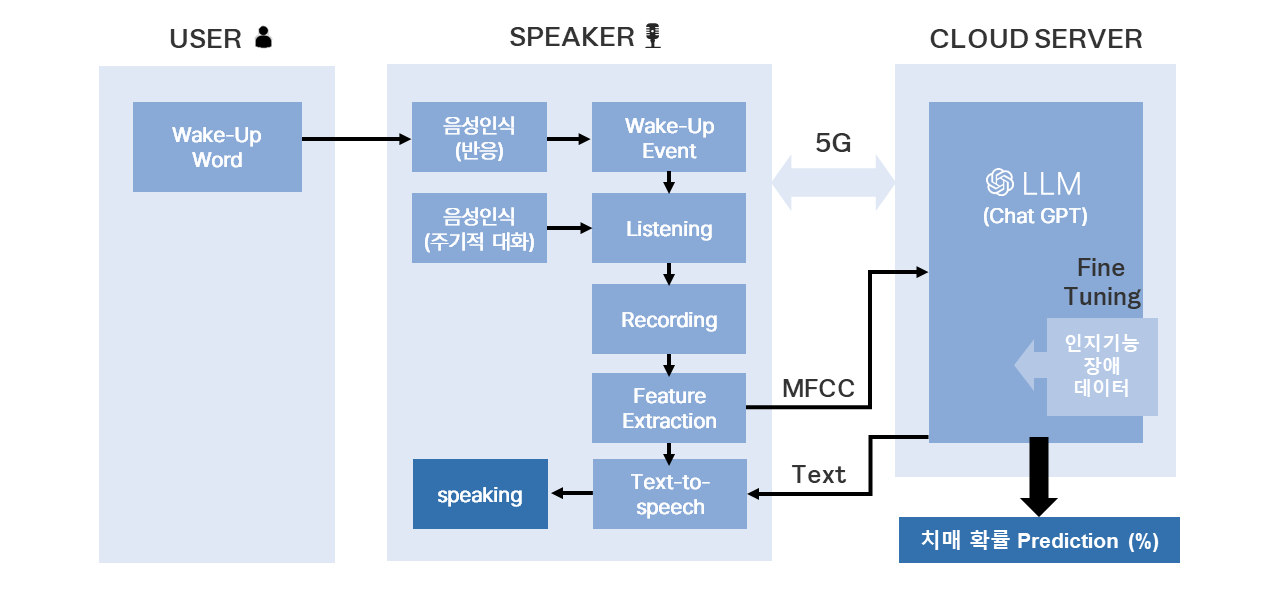 USER
SPEAKER
CLOUD SERVER
Wake-Up
Word
음성인식
(반응)
Wake-Up
Event
5G
LLM
(Chat GPT)
음성인식
(주기적 대화)
Listening
Fine
Tuning
Recording
인지기능
장애
데이터
MFCC
Feature
Extraction
Text
speaking
Text-to-
speech
치매 확률 Prediction (%)